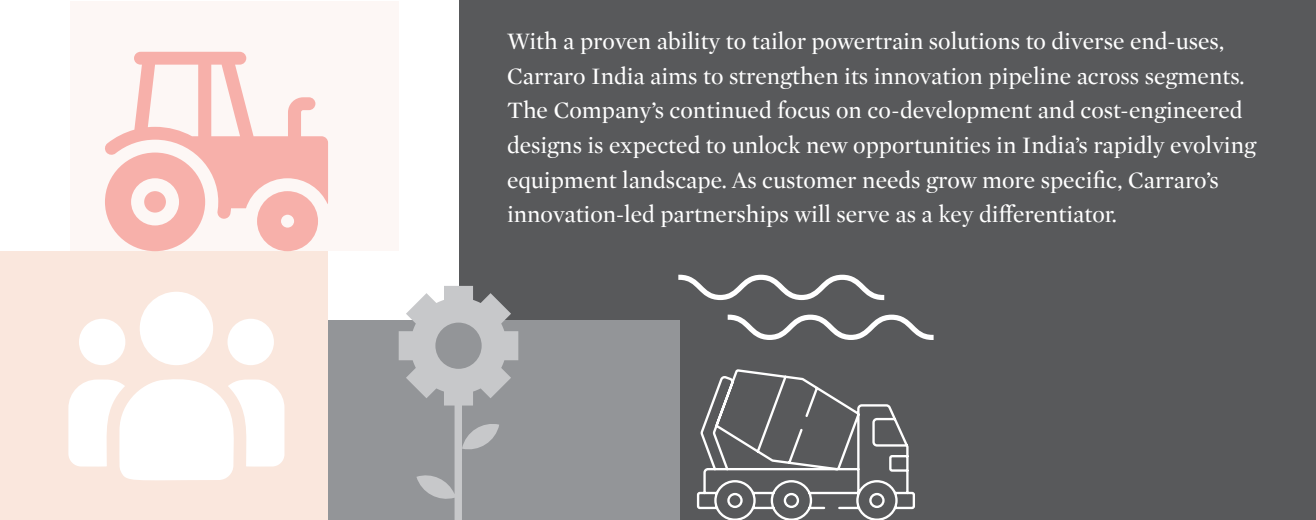 With a proven ability to tailor powertrain solutions to diverse end-uses,
Carraro India aims to strengthen its innovation pipeline across segments.
The Company’s continued focus on co-development and cost-engineered
designs is expected to unlock new opportunities in India’s rapidly evolving
equipment landscape. As customer needs grow more specific, Carraro’s
innovation-led partnerships will serve as a key differentiator.